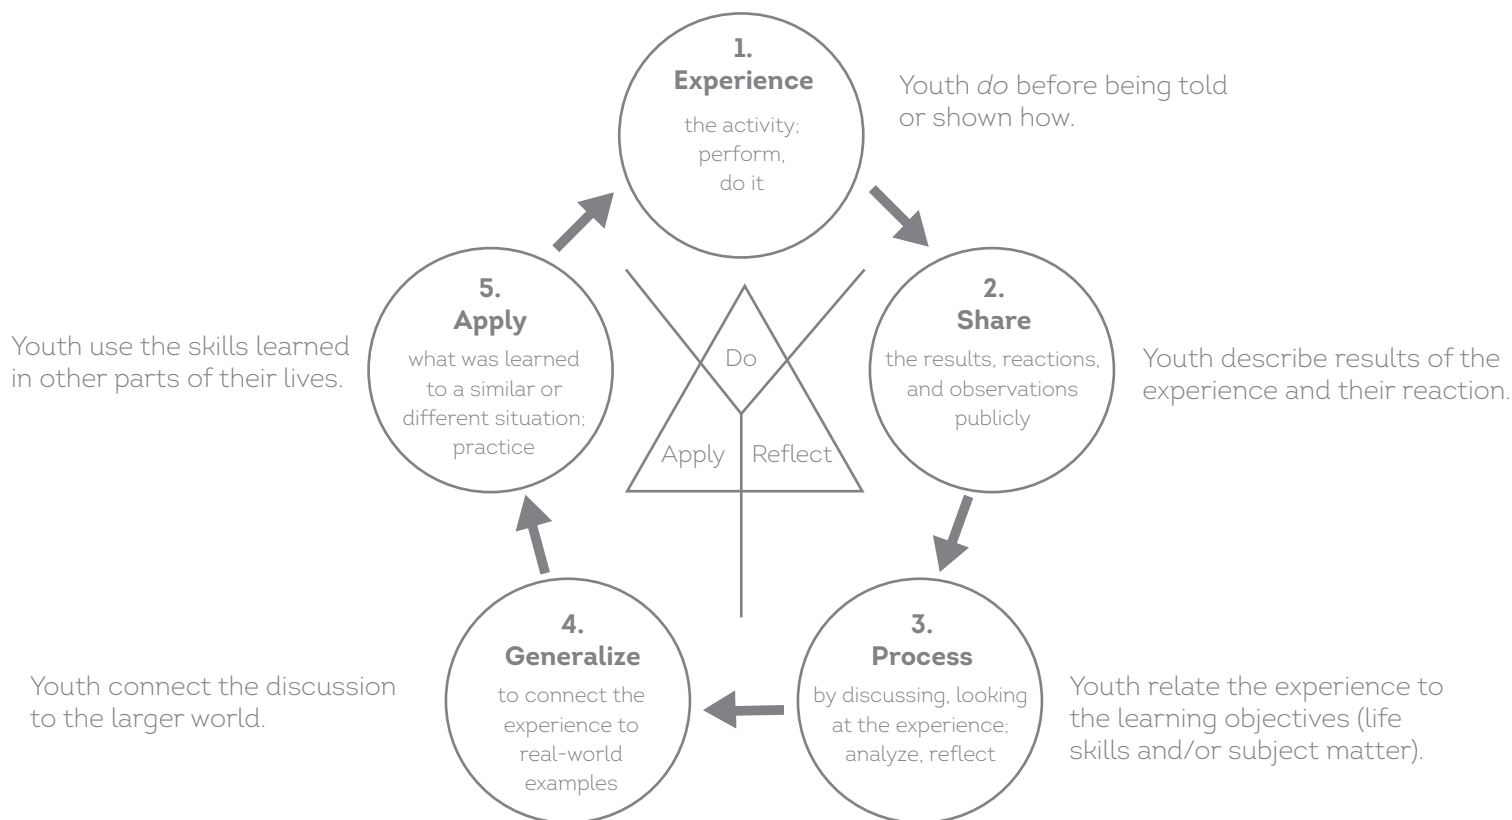 1.
Experience
the activity;
perform,
do it
Youth do before being told
or shown how.
2.
Share
the results, reactions,
and observations
publicly
Youth describe results of the
experience and their reaction.
3.
Process
by discussing, looking
at the experience;
analyze, reflect
Youth relate the experience to
the learning objectives (life
skills and/or subject matter).
4.
Generalize
to connect the
experience to
real-world
examples
Youth connect the discussion
to the larger world.
5.
Apply
what was learned
to a similar or
different situation;
practice
Youth use the skills learned
in other parts of their lives.
Do
Apply
Reflect